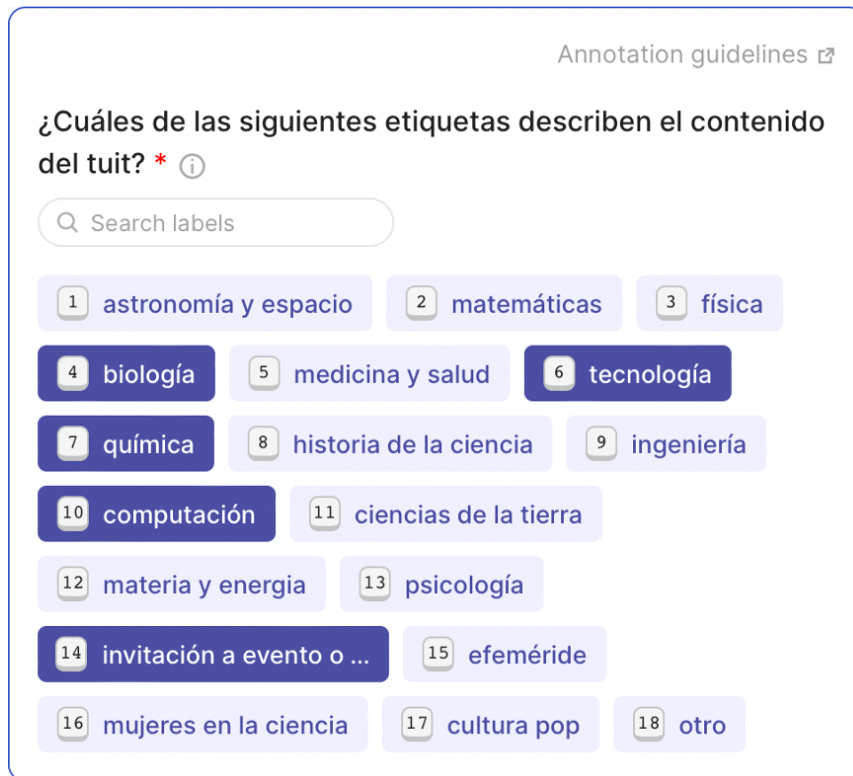 Annotation guidelines
¿Cuáles de las siguientes etiquetas describen el contenido
del tuit? *
Search labels
1 astronomía y espacio 2 matemáticas 3 física
4 biología 5 medicina y salud 6 tecnología
7 química 8 historia de la ciencia 9 ingeniería
10 computación 11 ciencias de la tierra
12 materia y energia 13 psicología
14 invitación a evento o ... 15 efeméride
16 mujeres en la ciencia 17 cultura pop 18 otro